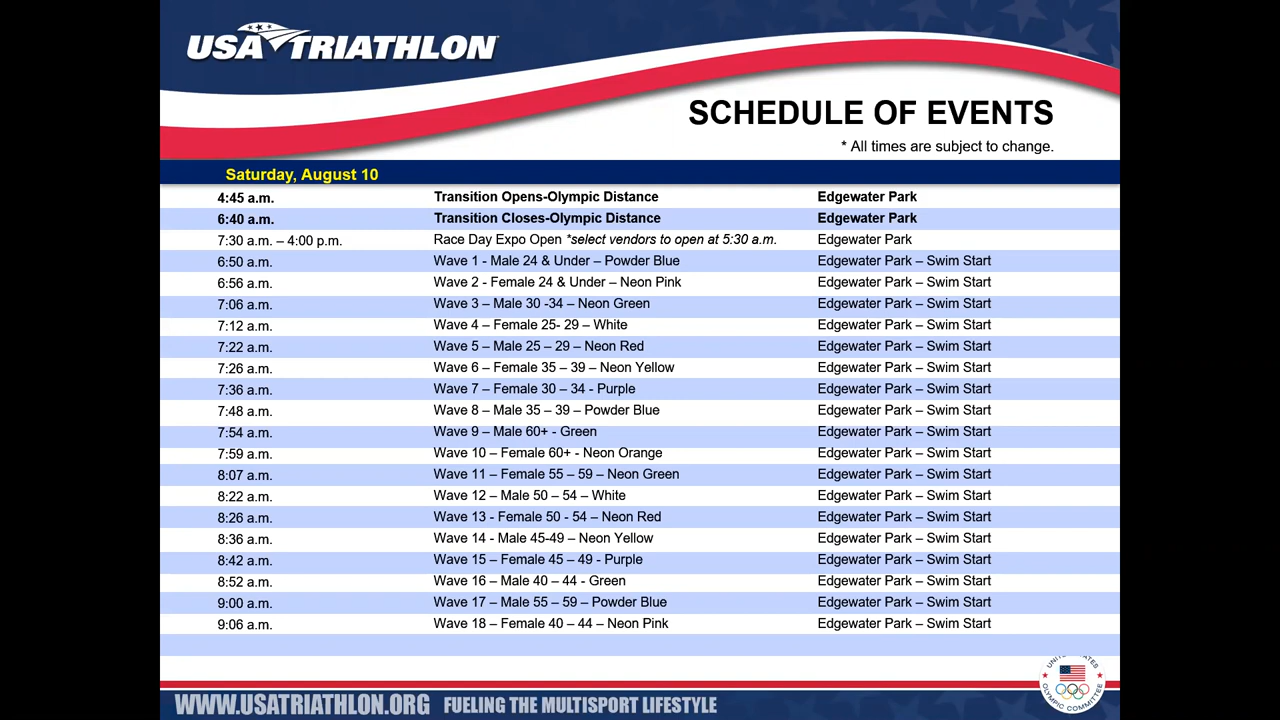 USA TRIATHLON
SCHEDULE OF EVENTS
* All times are subject to change.
Saturday, August 10
4:45 a.m. Transition Opens-Olympic Distance Edgewater Park
6:40 a.m. Transition Closes-Olympic Distance Edgewater Park
7:30 a.m. – 4:00 p.m. Race Day Expo Open *select vendors to open at 5:30 a.m. Edgewater Park
6:50 a.m. Wave 1 - Male 24 & Under – Powder Blue Edgewater Park – Swim Start
6:56 a.m. Wave 2 - Female 24 & Under – Neon Pink Edgewater Park – Swim Start
7:06 a.m. Wave 3 – Male 30 -34 – Neon Green Edgewater Park – Swim Start
7:12 a.m. Wave 4 – Female 25- 29 – White Edgewater Park – Swim Start
7:22 a.m. Wave 5 – Male 25 – 29 – Neon Red Edgewater Park – Swim Start
7:26 a.m. Wave 6 – Female 35 – 39 – Neon Yellow Edgewater Park – Swim Start
7:36 a.m. Wave 7 – Female 30 – 34 - Purple Edgewater Park – Swim Start
7:48 a.m. Wave 8 – Male 35 – 39 – Powder Blue Edgewater Park – Swim Start
7:54 a.m. Wave 9 – Male 60+ - Green Edgewater Park – Swim Start
7:59 a.m. Wave 10 – Female 60+ - Neon Orange Edgewater Park – Swim Start
8:07 a.m. Wave 11 – Female 55 – 59 – Neon Green Edgewater Park – Swim Start
8:22 a.m. Wave 12 – Male 50 – 54 – White Edgewater Park – Swim Start
8:26 a.m. Wave 13 - Female 50 - 54 – Neon Red Edgewater Park – Swim Start
8:36 a.m. Wave 14 - Male 45-49 – Neon Yellow Edgewater Park – Swim Start
8:42 a.m. Wave 15 – Female 45 – 49 - Purple Edgewater Park – Swim Start
8:52 a.m. Wave 16 – Male 40 – 44 - Green Edgewater Park – Swim Start
9:00 a.m. Wave 17 – Male 55 – 59 – Powder Blue Edgewater Park – Swim Start
9:06 a.m. Wave 18 – Female 40 – 44 – Neon Pink Edgewater Park – Swim Start
WWW.USATRIATHLON.ORG FUELING THE MULTISPORT LIFESTYLE
OLYMPIC COMMITTEE